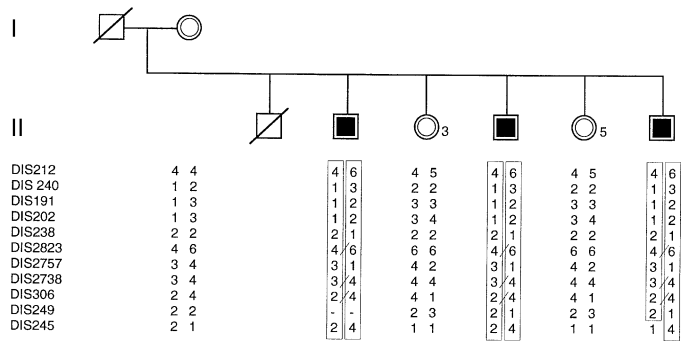 I
II
3
5
DIS212 4 4 4 6 4 5 4 6 4 5 4 6
DIS 240 1 2 1 3 2 2 1 3 2 2 1 3
DIS191 1 3 1 2 3 3 1 2 3 3 1 2
DIS202 1 3 1 2 3 4 1 2 3 4 1 2
DIS238 2 2 2 1 2 2 2 1 2 2 2 1
DIS2823 4 6 4/6 6 6 4/6 6 6 4/6
DIS2757 3 4 3 1 4 2 3 1 4 2 3 1
DIS2738 3 4 3/4 4 4 3/4 4 4 3/4
DIS306 2 4 2/4 4 1 2/4 4 1 2/4
DIS249 2 2 - - 2 3 2 1 2 3 2 1
DIS245 2 1 2 4 1 1 2 4 1 1 1 4